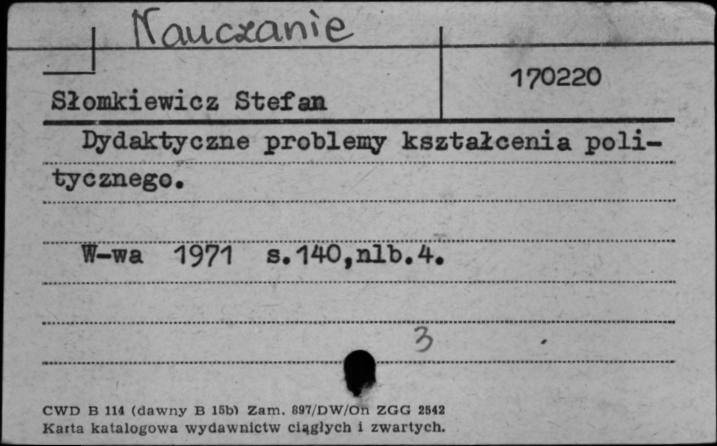 Nauczanie
170220
Słomkiewicz Stefan
Dydaktyczne problemy kształcenia poli-
tycznego.
W-wa 1971 s.140,nlb.4.
3
CWD B 114 (dawny B 15b) Zam. 897/DW/On ZGG 2542
Karta katalogowa wydawnictw ciągłych i zwartych.